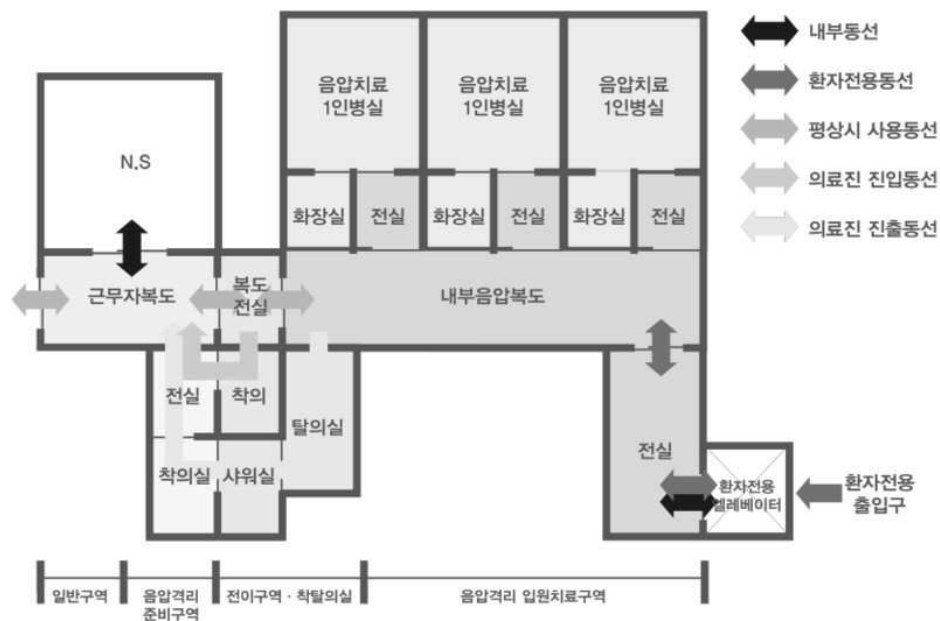 음압치료
1인병실
음압치료
1인병실
음압치료
1인병실
내부동선
환자전용동선
평상시 사용동선
의료진 진입동선
의료진 진출동선
N.S
화장실
전실
화장실
전실
화장실
전실
근무자복도
복도
전실
내부음압복도
전실
착의
탈의실
착의실
샤워실
전실
환자전용
엘레베이터
환자전용
출입구
일반구역
음압격리
준비구역
전이구역 · 착탈의실
음압격리 입원치료구역